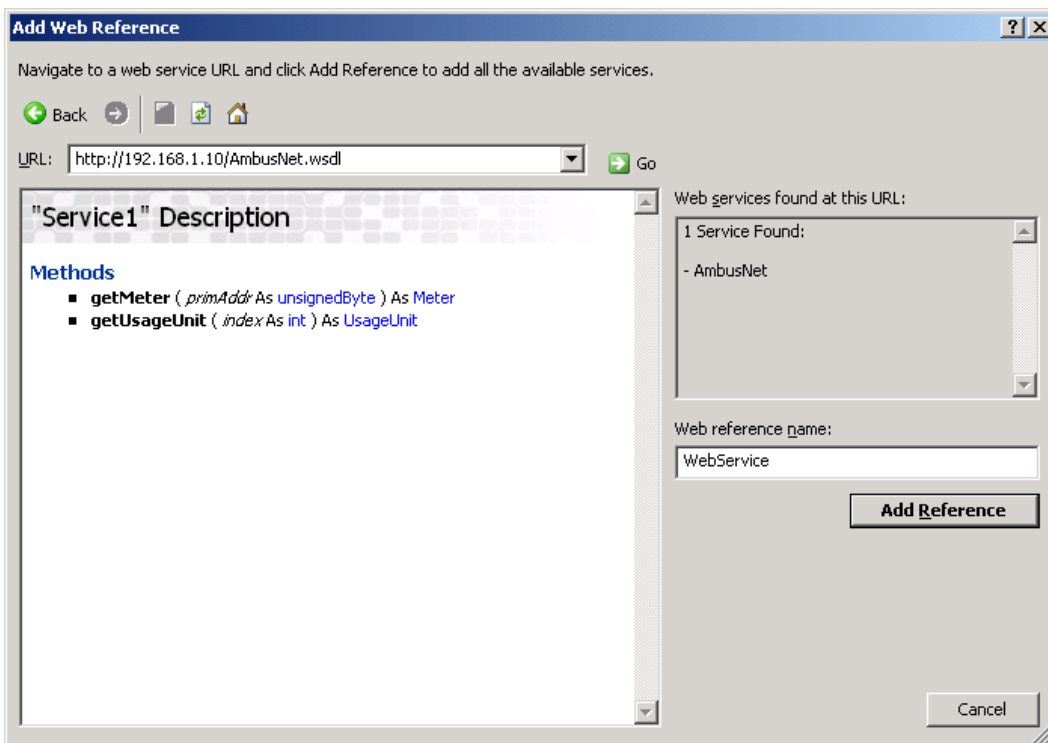 Add Web Reference
Navigate to a web service URL and click Add Reference to add all the available services.
Back
URL: http://192.168.1.10/AmbusNet.wsdl Go
"Service1" Description
Methods
getMeter ( primAddr As unsignedByte ) As Meter
getUsageUnit ( index As int ) As UsageUnit
Web services found at this URL:
1 Service Found:
- AmbusNet
Web reference name:
WebService
Add Reference
Cancel